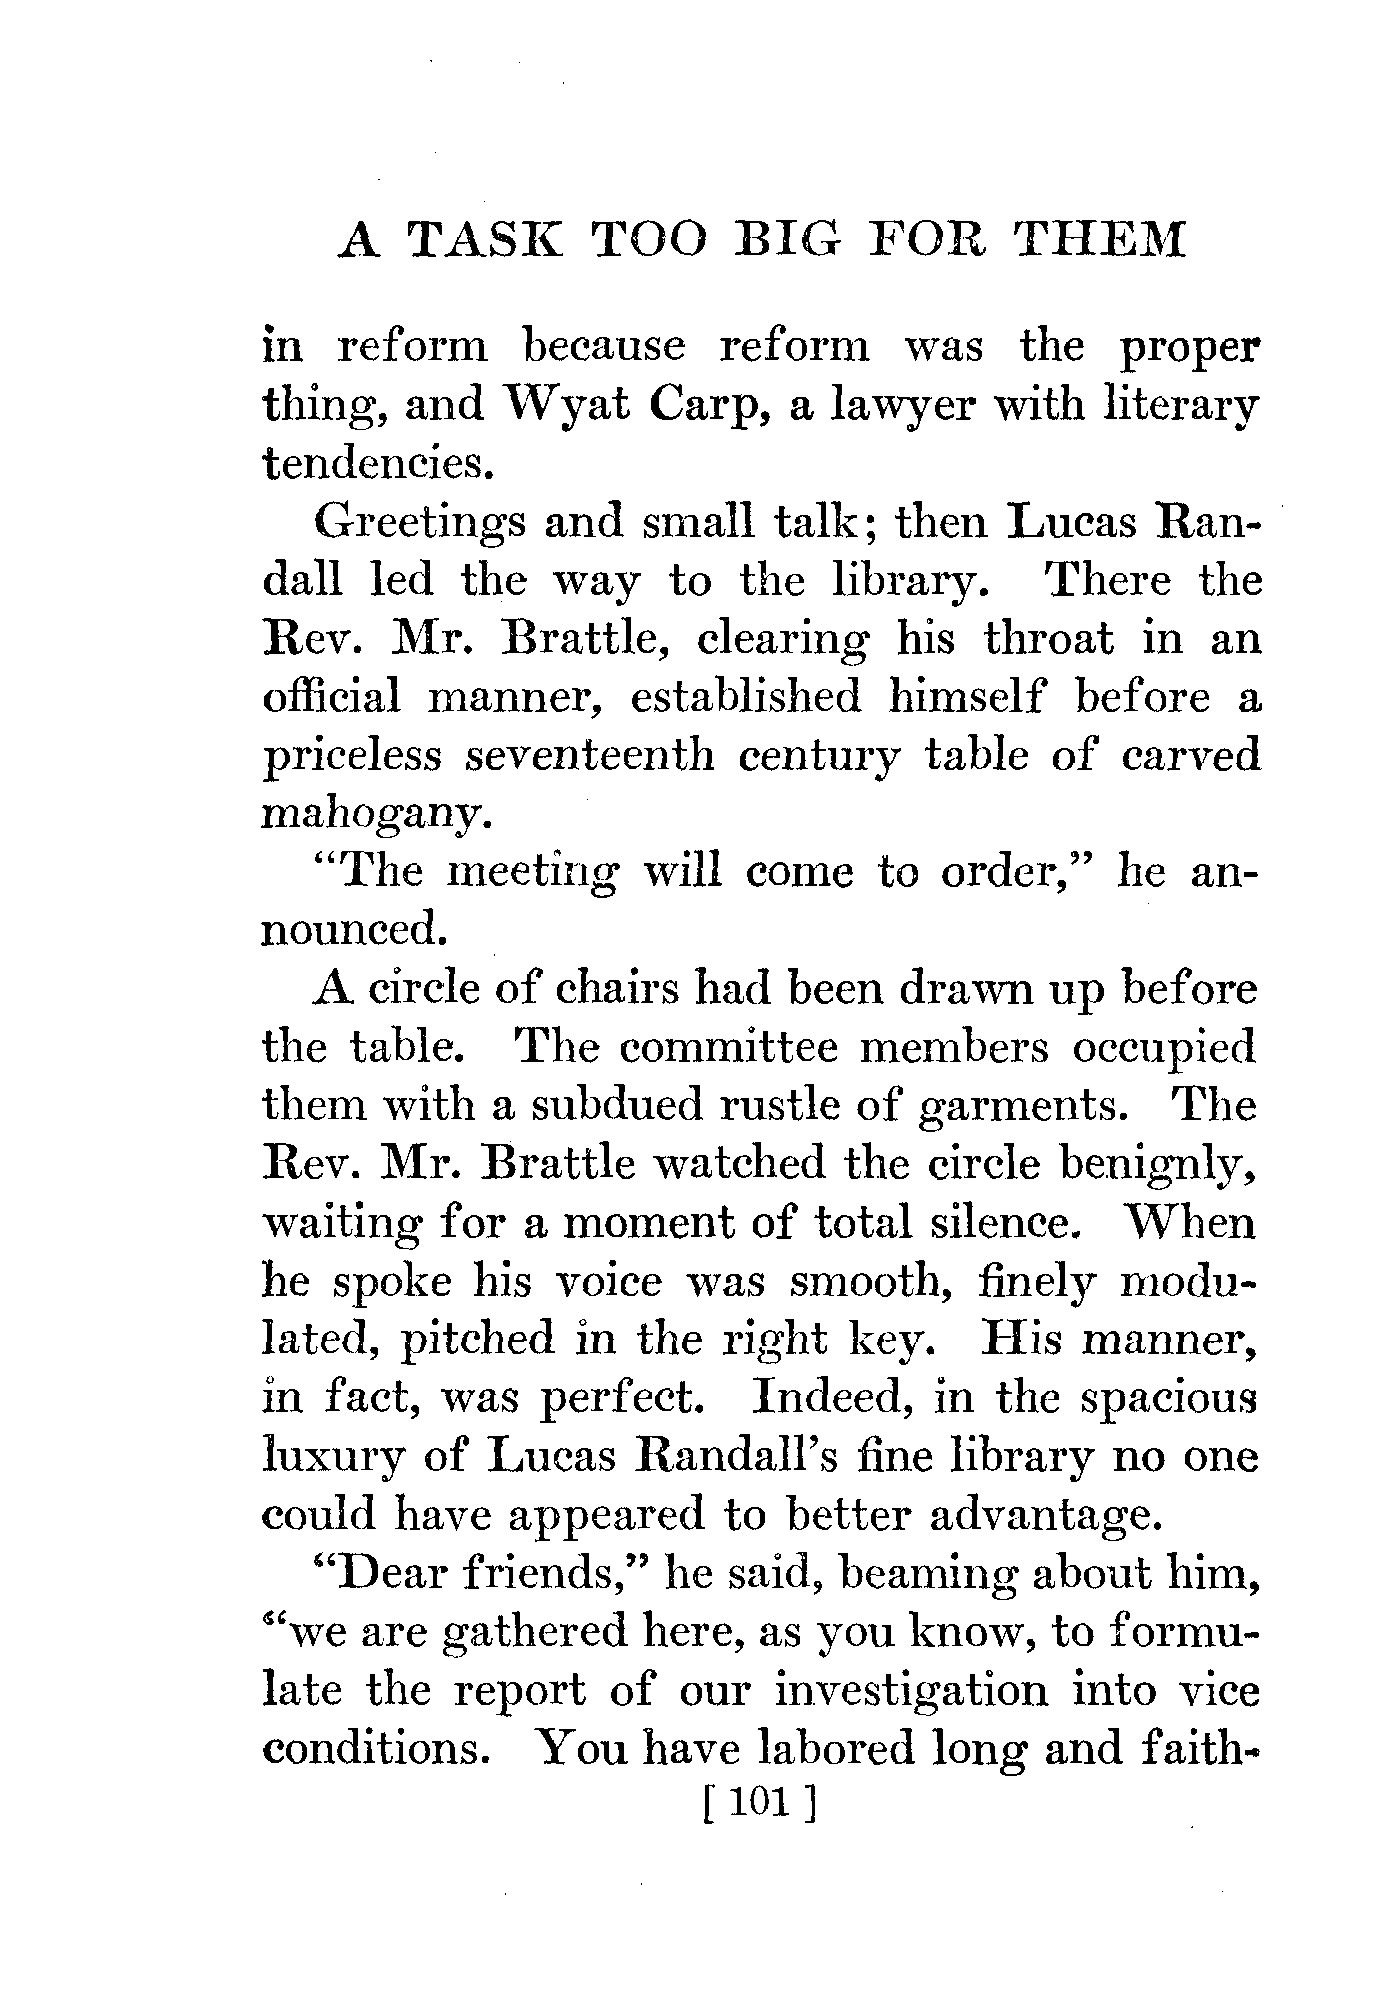 A TASK TOO BIG FOR THEM
in reform because reform was the proper
thing, and Wyat Carp, a lawyer with literary
tendencies.
Greetings and small talk; then Lucas Ran-
dall led the way to the library. There the
Rev. Mr. Brattle, clearing his throat in an
official manner, established himself before a
priceless seventeenth century table of carved
mahogany.
"The meeting will come to order," he an-
nounced.
A circle of chairs had been drawn up before
the table. The committee members occupied
them with a subdued rustle of garments. The
Rev. Mr. Brattle watched the circle benignly,
waiting for a moment of total silence. When
he spoke his voice was smooth, finely modu-
lated, pitched in the right key. His manner,
in fact, was perfect. Indeed, in the spacious
luxury of Lucas Randall's fine library no one
could have appeared to better advantage.
"Dear friends," he said, beaming about him,
"we are gathered here, as you know, to formu-
late the report of our investigation into vice
conditions. You have labored long and faith-
[ 101 ]